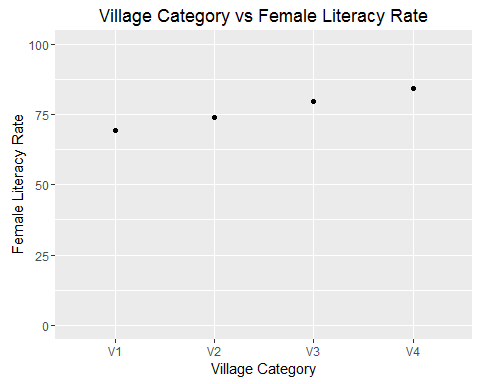 Village Category vs Female Literacy Rate
Female Literacy Rate
100
75
50
25
0
V1 V2 V3 V4
Village Category